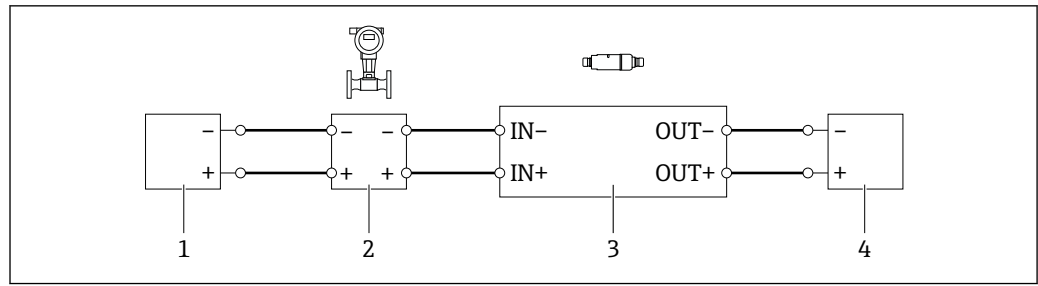 − − − IN− OUT− −
+ + + IN+ OUT+ +
1 2 3 4